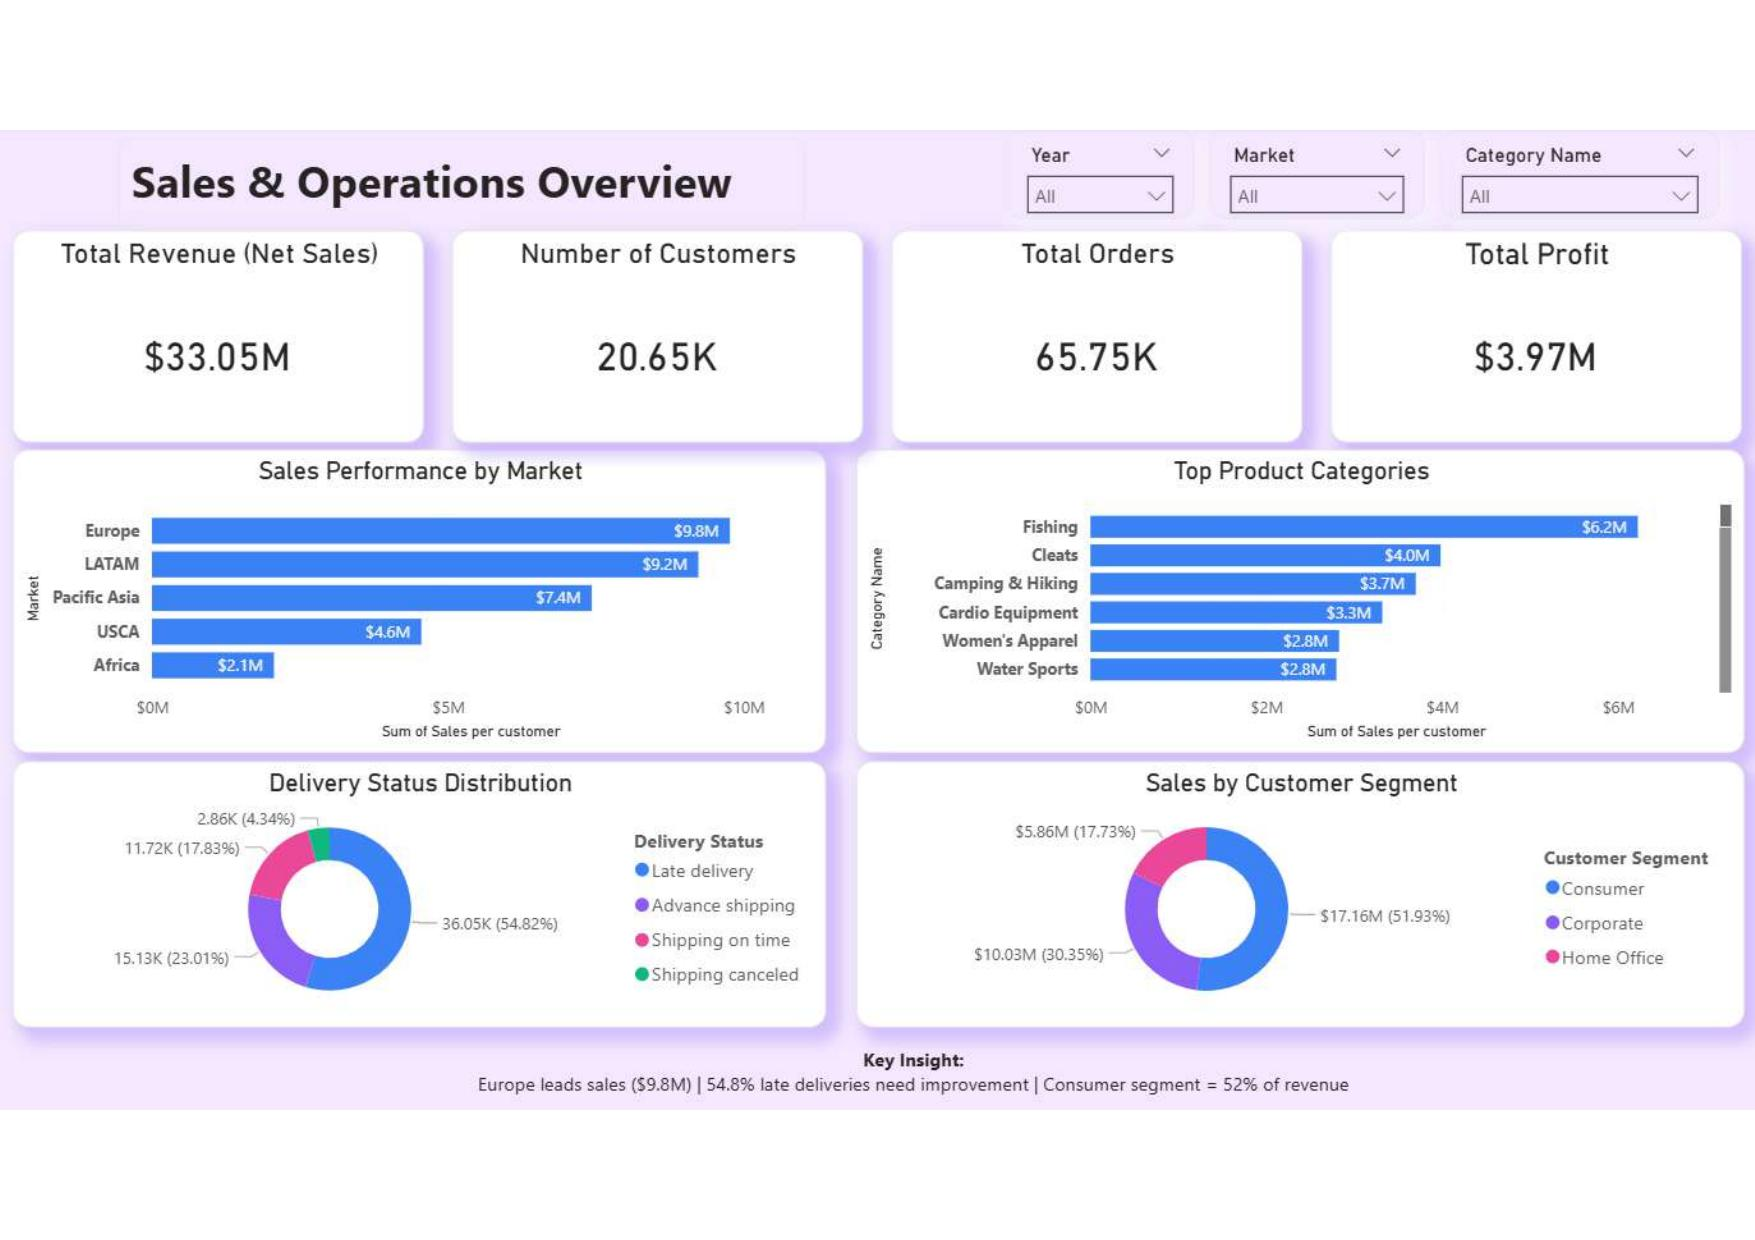 Sales & Operations Overview
Year
All
Market
All
Category Name
All
Total Revenue (Net Sales)
$33.05M
Number of Customers
20.65K
Total Orders
65.75K
Total Profit
$3.97M
Sales Performance by Market
Market
Europe $9.8M
LATAM $9.2M
Pacific Asia $7.4M
USCA $4.6M
Africa $2.1M
$0M $5M $10M
Sum of Sales per customer
Top Product Categories
Category Name
Fishing $6.2M
Cleats $4.0M
Camping & Hiking $3.7M
Cardio Equipment $3.3M
Women's Apparel $2.8M
Water Sports $2.8M
$0M $2M $4M $6M
Sum of Sales per customer
Delivery Status Distribution
2.86K (4.34%)
11.72K (17.83%)
15.13K (23.01%)
36.05K (54.82%)
Delivery Status
Late delivery
Advance shipping
Shipping on time
Shipping canceled
Sales by Customer Segment
$5.86M (17.73%)
$10.03M (30.35%)
$17.16M (51.93%)
Customer Segment
Consumer
Corporate
Home Office
Key Insight:
Europe leads sales ($9.8M) | 54.8% late deliveries need improvement | Consumer segment = 52% of revenue